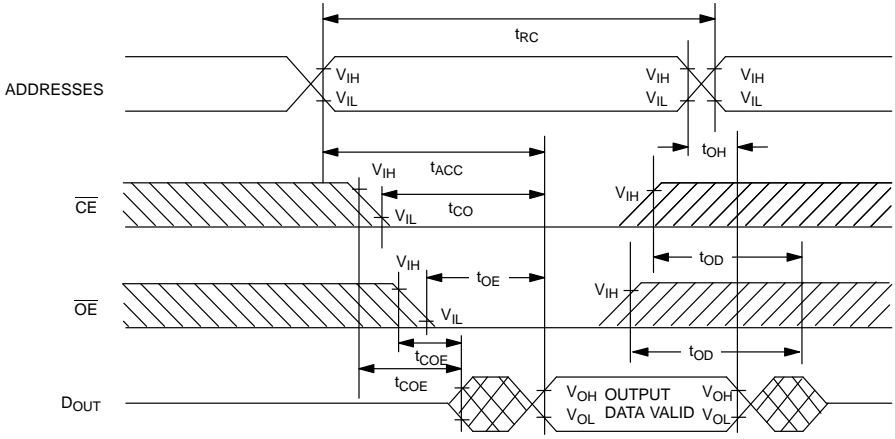 tRC
ADDRESSES
VIH
VIL
VIH
VIL
VIH
VIL
tOH
tACC
CE
VIH
VIL
tCO
VIH
tOD
OE
VIH
VIL
tOE
VIH
tOD
tCOE
tCOE
DOUT
VOH
VOL
OUTPUT
DATA VALID
VOH
VOL